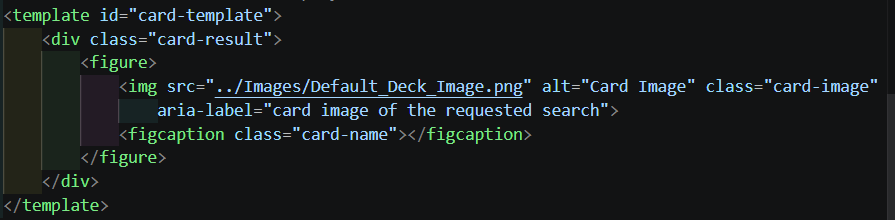 <template id="card-template">
<div class="card-result">
<figure>
<img src="../Images/Default_Deck_Image.png" alt="Card Image" class="card-image"
aria-label="card image of the requested search">
<figcaption class="card-name"></figcaption>
</figure>
</div>
</template>